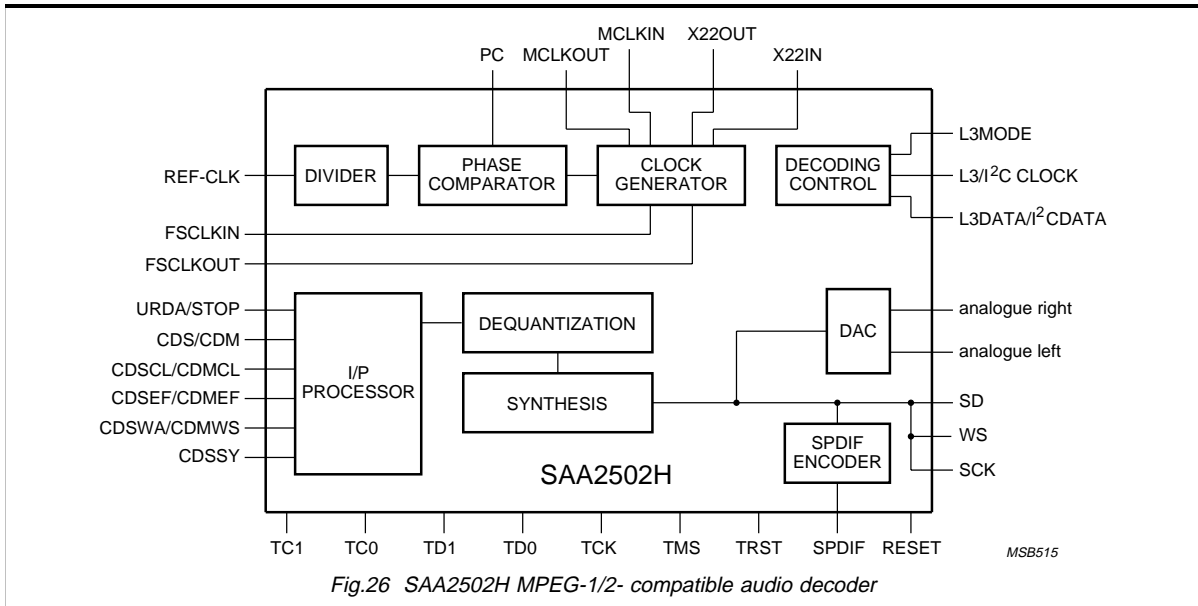 MCLKIN X22OUT
PC MCLKOUT X22IN
L3MODE
REF-CLK DIVIDER PHASE COMPARATOR CLOCK GENERATOR DECODING CONTROL L3/I²C CLOCK
L3DATA/I²CDATA
FSCLKIN
FSCLKOUT
URDA/STOP
CDS/CDM
CDSCL/CDMCL
CDSEF/CDMEF
CDSWA/CDMWS
CDSSY
I/P
PROCESSOR
DEQUANTIZATION
SYNTHESIS
DAC
analogue right
analogue left
SD
WS
SCK
SPDIF
ENCODER
SAA2502H
TC1 TC0 TD1 TD0 TCK TMS TRST SPDIF RESET
MSB515
Fig.26 SAA2502H MPEG-1/2- compatible audio decoder